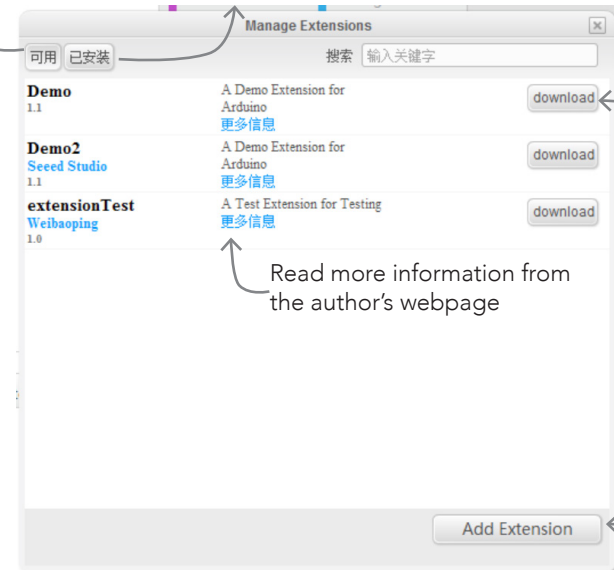 Manage Extensions
可用 已安装 搜索 输入关键字
Demo
1.1
A Demo Extension for
Arduino
更多信息
download
Demo2
Seeed Studio
1.1
A Demo Extension for
Arduino
更多信息
download
extensionTest
Weibaoping
1.0
A Test Extension for Testing
更多信息
download
Read more information from
the author's webpage
Add Extension